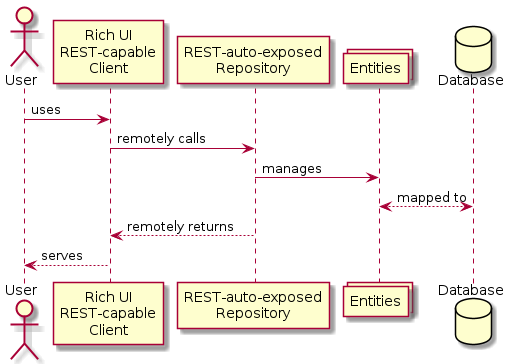 User
Rich UI
REST-capable
Client
REST-auto-exposed
Repository
Entities
Database
uses
remotely calls
manages
mapped to
remotely returns
serves
User
Rich UI
REST-capable
Client
REST-auto-exposed
Repository
Entities
Database